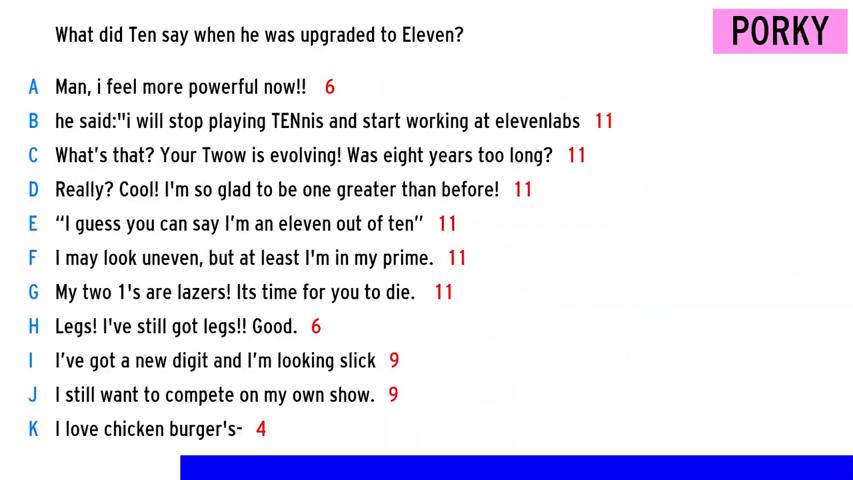 What did Ten say when he was upgraded to Eleven?
PORKY
A Man, i feel more powerful now!! 6
B he said:"i will stop playing TENnis and start working at elevenlabs 11
C What's that? Your Twow is evolving! Was eight years too long? 11
D Really? Cool! I'm so glad to be one greater than before! 11
E “I guess you can say I’m an eleven out of ten” 11
F I may look uneven, but at least I'm in my prime. 11
G My two 1's are lazers! Its time for you to die. 11
H Legs! I've still got legs!! Good. 6
I I’ve got a new digit and I’m looking slick 9
J I still want to compete on my own show. 9
K I love chicken burger's- 4